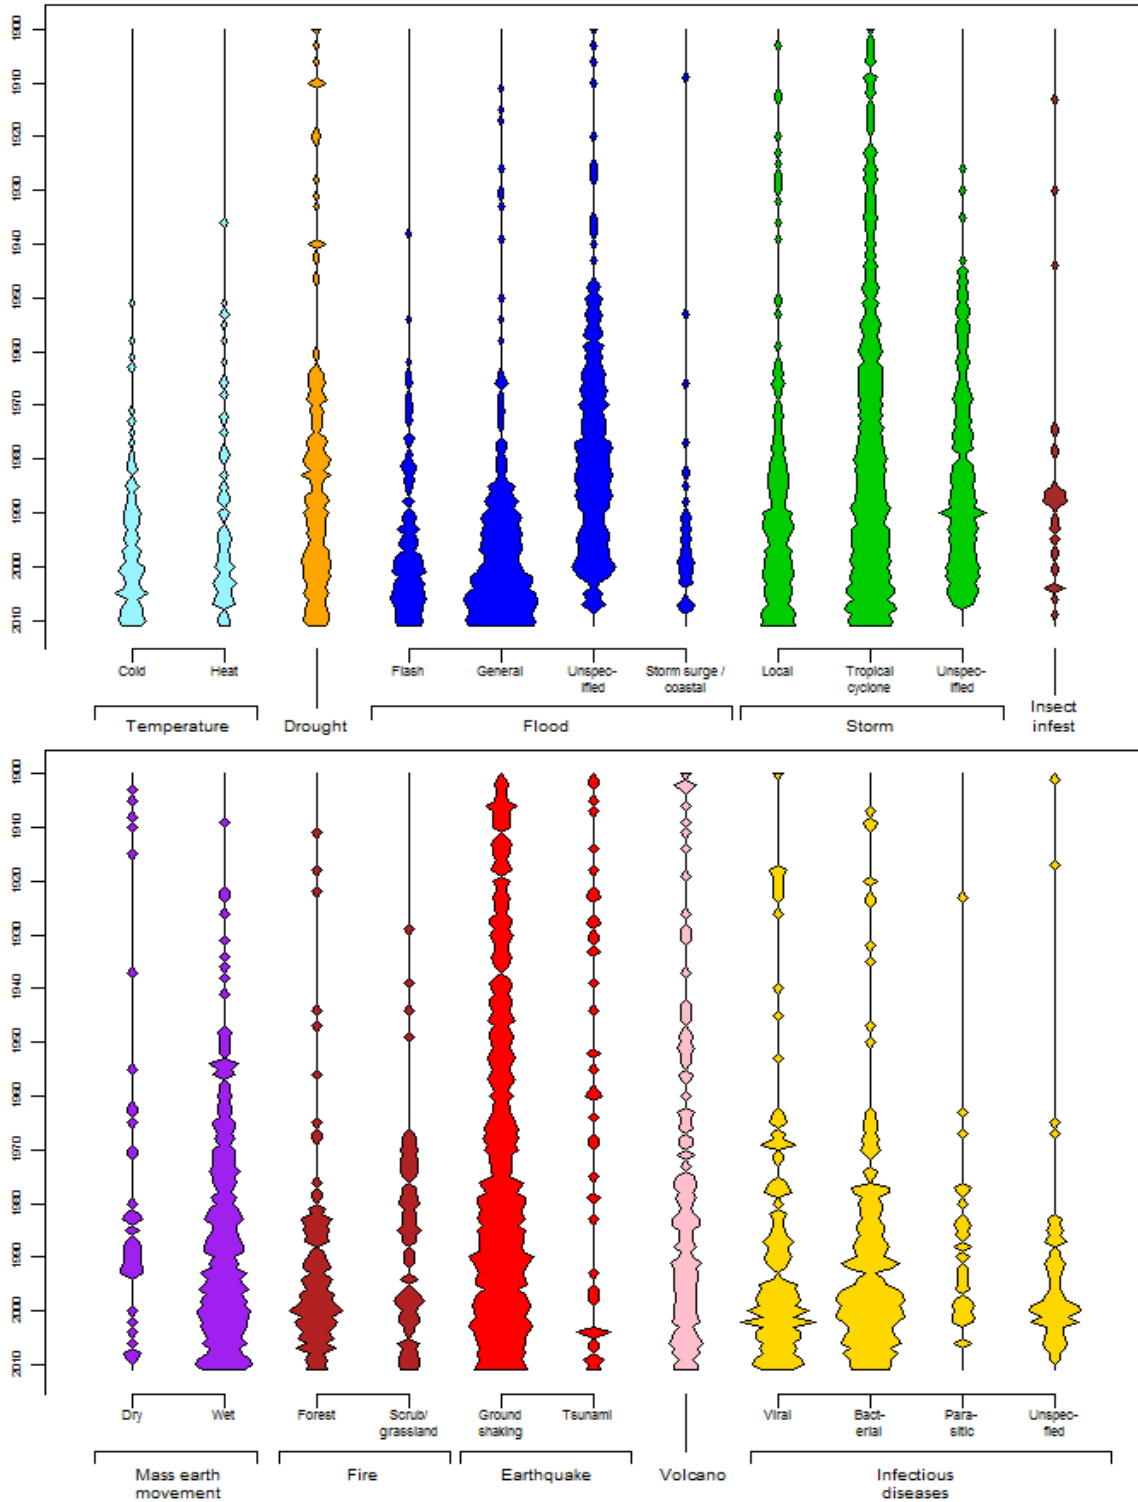 1900
1910
1920
1930
1940
1950
1960
1970
1980
1990
2000
2010
Cold
Heat
Flash
General
Unspec-
ified
Storm surge /
coastal
Local
Tropical
cyclone
Unspec-
ified
Temperature
Drought
Flood
Storm
Insect
infest
1900
1910
1920
1930
1940
1950
1960
1970
1980
1990
2000
2010
Dry
Wet
Forest
Scrub/
grassland
Ground
shaking
Tsunami
Viral
Bact-
erial
Para-
sitic
Unspec-
fied
Mass earth
movement
Fire
Earthquake
Volcano
Infectious
diseases